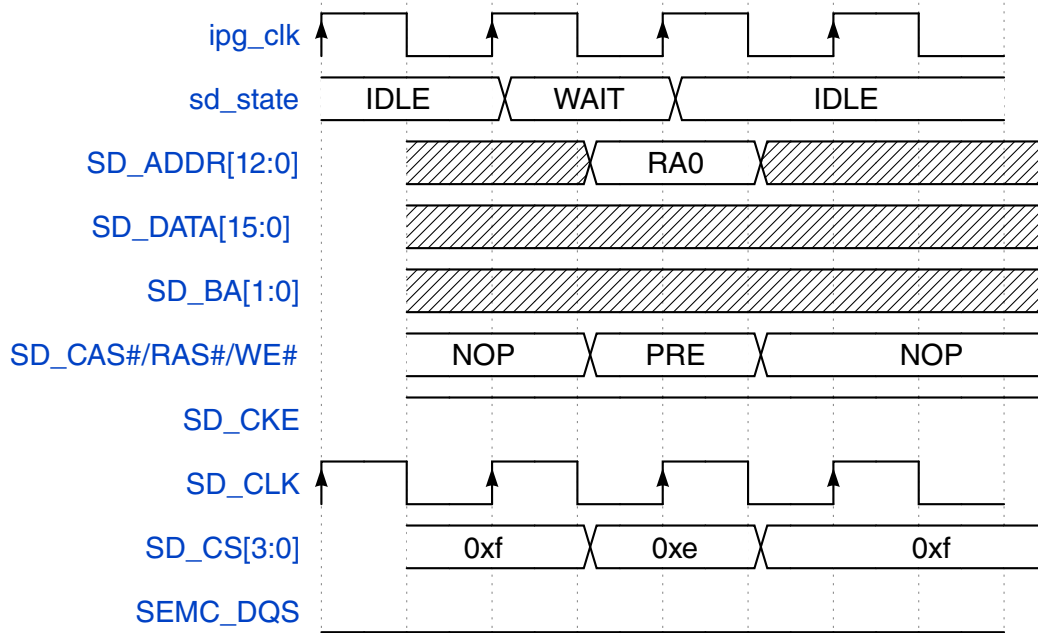 ipg_clk
sd_state IDLE WAIT IDLE
SD_ADDR[12:0] RA0
SD_DATA[15:0]
SD_BA[1:0]
SD_CAS#/RAS#/WE# NOP PRE NOP
SD_CKE
SD_CLK
SD_CS[3:0] 0xf 0xe 0xf
SEMC_DQS